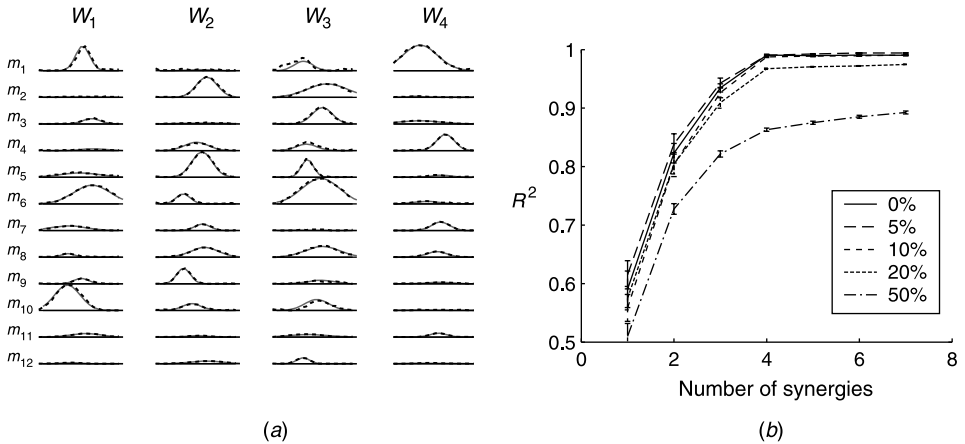 W1 W2 W3 W4
m1
m2
m3
m4
m5
m6
m7
m8
m9
m10
m11
m12
(a)
R2
1
0.9
0.8
0.7
0.6
0.5
0 2 4 6 8
Number of synergies
0%
5%
10%
20%
50%
(b)